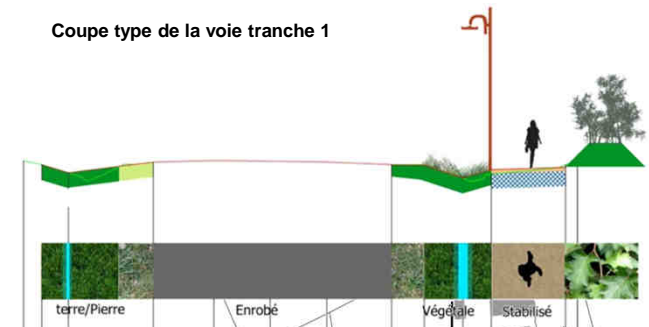 Coupe type de la voie tranche 1
terre/Pierre Enrobé Végétale Stabilisé